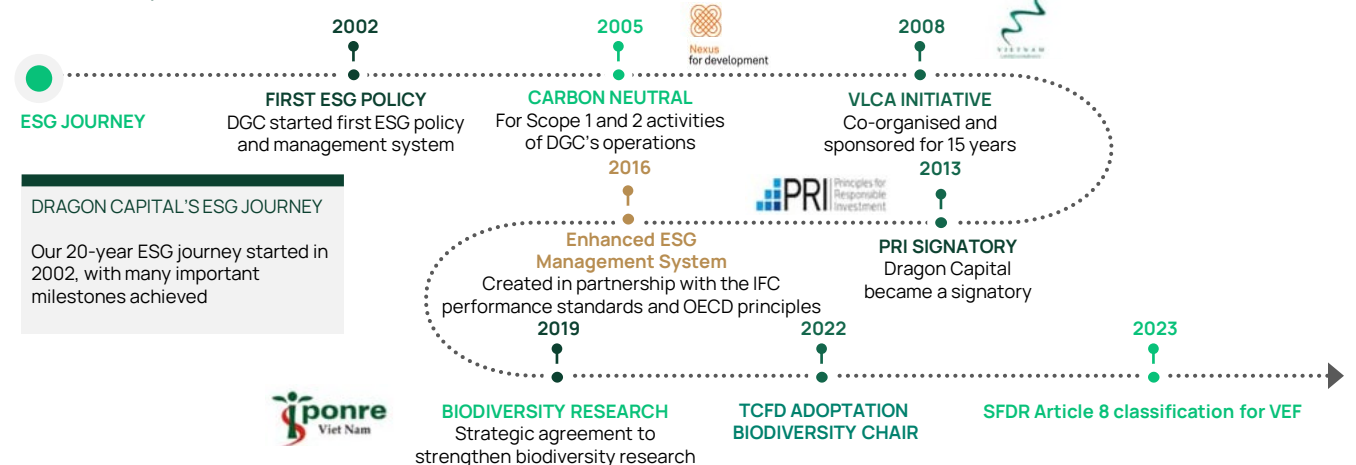 2002
2005
2008
Nexus
for development
VIETNAM
ESG JOURNEY
FIRST ESG POLICY
DGC started first ESG policy
and management system
CARBON NEUTRAL
For Scope 1 and 2 activities
of DGC's operations
VLCA INITIATIVE
Co-organised and
sponsored for 15 years
2013
PRI
Principles for
Responsible
Investment
PRI SIGNATORY
Dragon Capital
became a signatory
2016
Enhanced ESG
Management System
Created in partnership with the IFC
performance standards and OECD principles
DRAGON CAPITAL'S ESG JOURNEY
Our 20-year ESG journey started in
2002, with many important
milestones achieved
2019
2022
2023
iponre
Viet Nam
BIODIVERSITY RESEARCH
Strategic agreement to
strengthen biodiversity research
TCFD ADOPTATION
BIODIVERSITY CHAIR
SFDR Article 8 classification for VEF